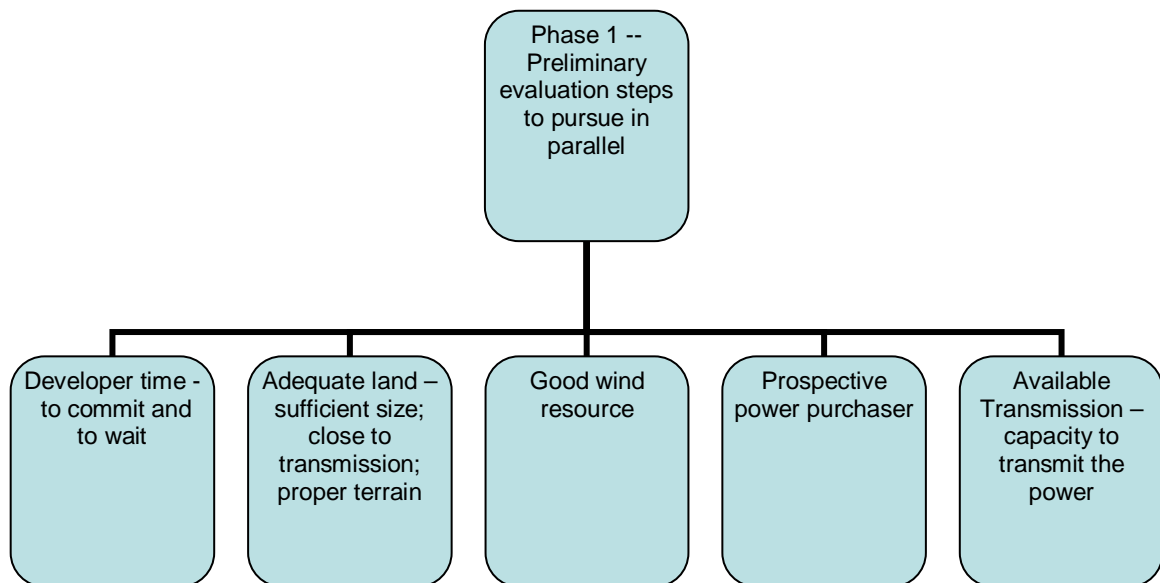 Phase 1 --
Preliminary
evaluation steps
to pursue in
parallel
Developer time -
to commit and
to wait
Adequate land –
sufficient size;
close to
transmission;
proper terrain
Good wind
resource
Prospective
power purchaser
Available
Transmission –
capacity to
transmit the
power